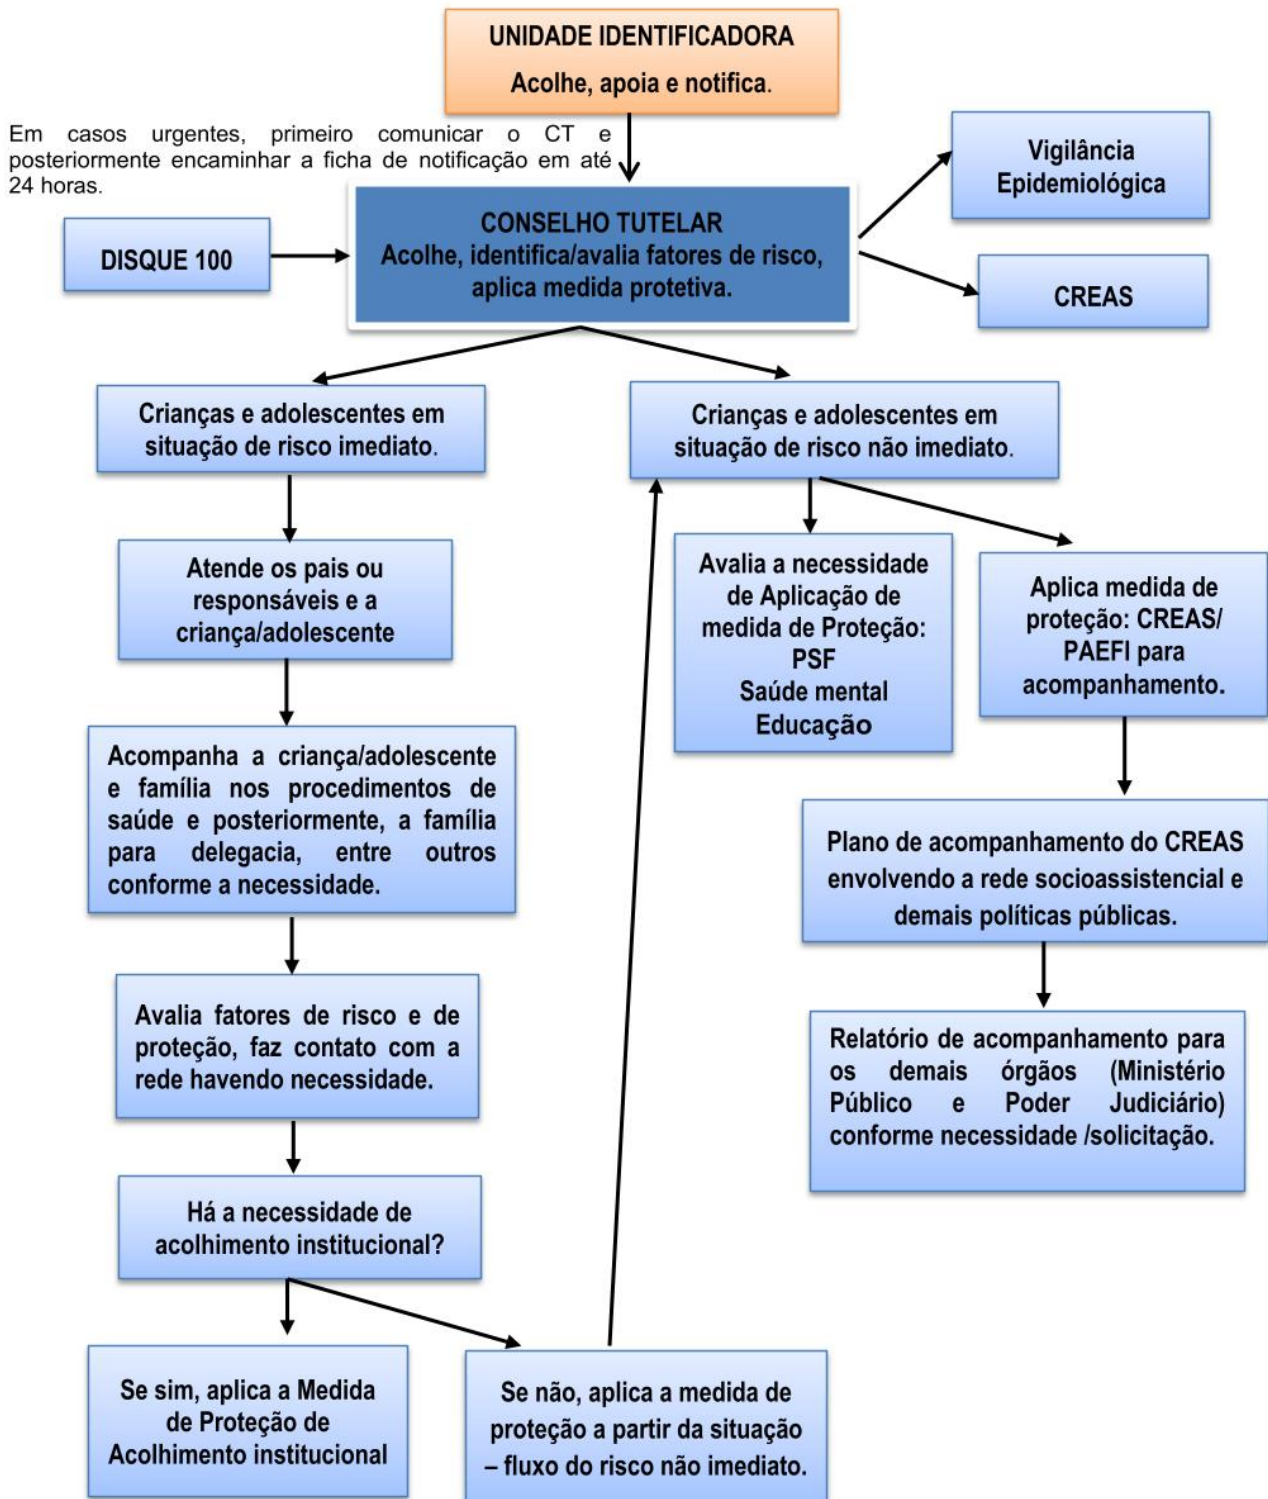 UNIDADE IDENTIFICADORA
Acolhe, apoia e notifica.
Em casos urgentes, primeiro comunicar o CT e
posteriormente encaminhar a ficha de notificação em até
24 horas.
Vigilância
Epidemiológica
DISQUE 100
CONSELHO TUTELAR
Acolhe, identifica/avalia fatores de risco,
aplica medida protetiva.
CREAS
Crianças e adolescentes em
situação de risco imediato.
Crianças e adolescentes em
situação de risco não imediato.
Atende os pais ou
responsáveis e a
criança/adolescente
Avalia a necessidade
de Aplicação de
medida de Proteção:
PSF
Saúde mental
Educação
Aplica medida de
proteção: CREAS/
PAEFI para
acompanhamento.
Acompanha a criança/adolescente
e família nos procedimentos de
saúde e posteriormente, a família
para delegacia, entre outros
conforme a necessidade.
Plano de acompanhamento do CREAS
envolvendo a rede socioassistencial e
demais políticas públicas.
Avalia fatores de risco e de
proteção, faz contato com a
rede havendo necessidade.
Relatório de acompanhamento para
os demais órgãos (Ministério
Público e Poder Judiciário)
conforme necessidade /solicitação.
Há a necessidade de
acolhimento institucional?
Se sim, aplica a Medida
de Proteção de
Acolhimento institucional
Se não, aplica a medida de
proteção a partir da situação
– fluxo do risco não imediato.